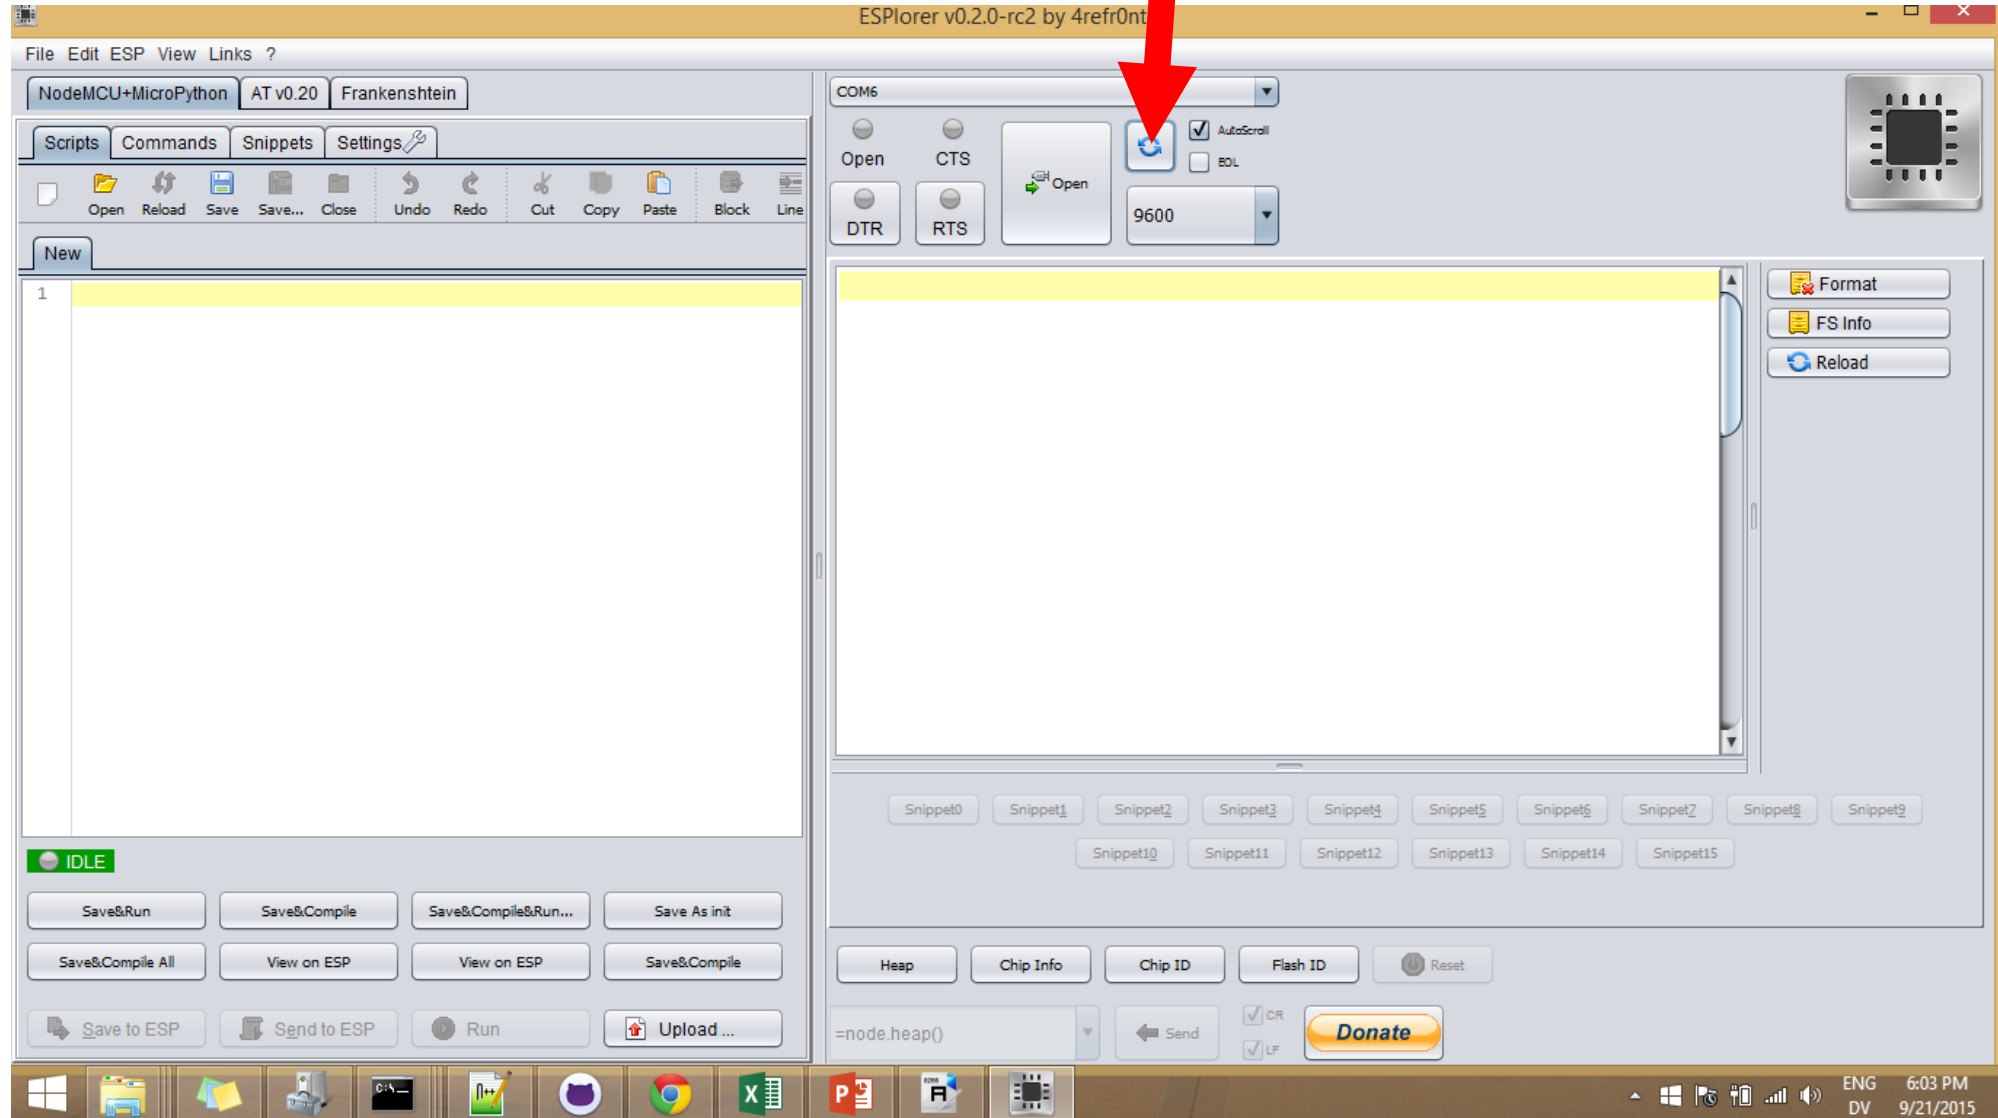 ESPlorer v0.2.0-rc2 by 4refr0nt
File Edit ESP View Links ?
NodeMCU+MicroPython AT v0.20 Frankenshtein
Scripts Commands Snippets Settings
Open Reload Save Save... Close Undo Redo Cut Copy Paste Block Line
New
1
IDLE
Save&Run Save&Compile Save&Compile&Run... Save As init
Save&Compile All View on ESP View on ESP Save&Compile
Save to ESP Send to ESP Run Upload ...
COM6
Open CTS Open AutoScroll
EOL
DTR RTS 9600
Format
FS Info
Reload
Snippet0 Snippet1 Snippet2 Snippet3 Snippet4 Snippet5 Snippet6 Snippet7 Snippet8 Snippet9
Snippet10 Snippet11 Snippet12 Snippet13 Snippet14 Snippet15
Heap Chip Info Chip ID Flash ID Reset
=node.heap() Send CR Donate
LF
ENG 6:03 PM
DV 9/21/2015